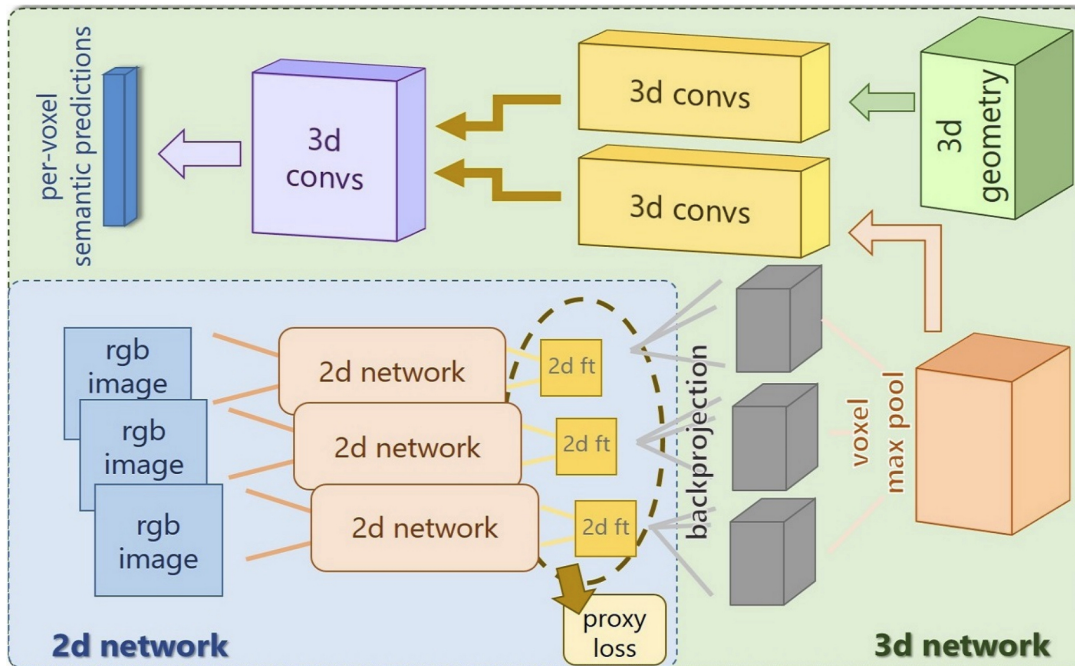 per-voxel
semantic predictions
3d
convs
3d convs
3d convs
3d
geometry
rgb
image
rgb
image
rgb
image
2d network
2d network
2d network
2d ft
2d ft
2d ft
backprojection
voxel
max pool
proxy
loss
2d network
3d network